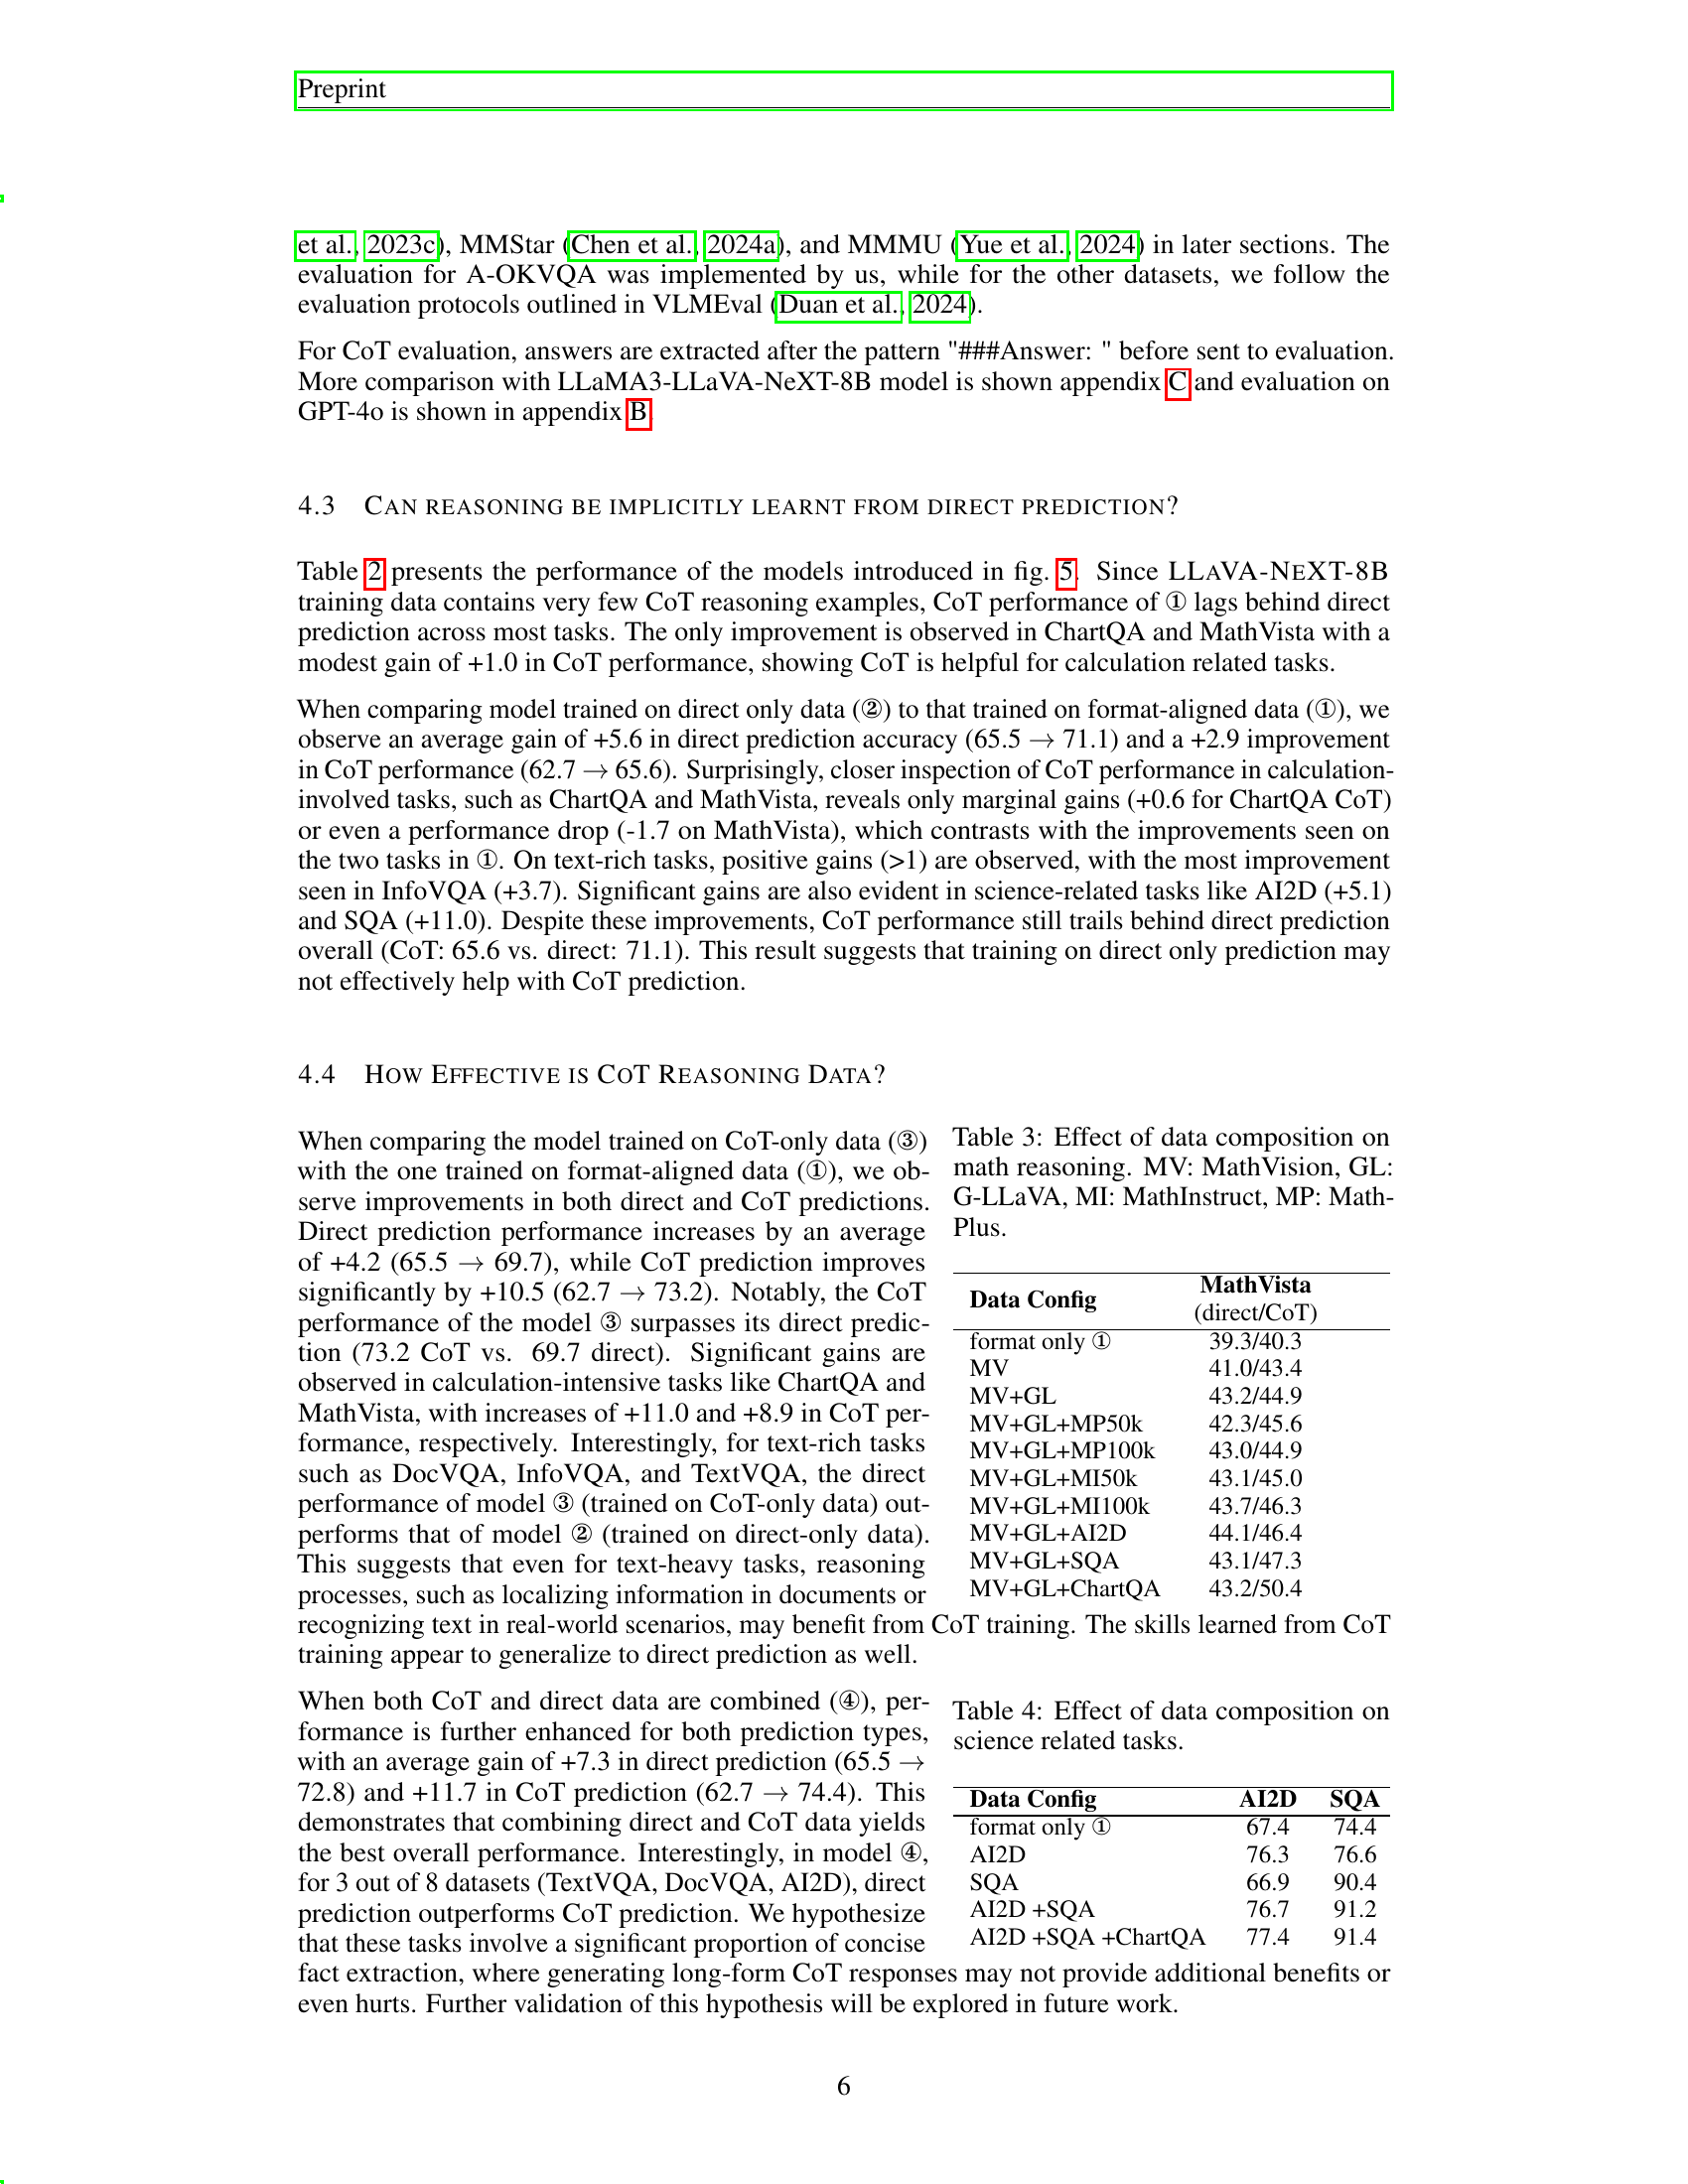 Preprint
et al., 2023c), MMStar (Chen et al., 2024a), and MMMU (Yue et al., 2024) in later sections. The
evaluation for A-OKVQA was implemented by us, while for the other datasets, we follow the
evaluation protocols outlined in VLMEval (Duan et al., 2024).
For CoT evaluation, answers are extracted after the pattern "###Answer: " before sent to evaluation.
More comparison with LLaMA3-LLaVA-NeXT-8B model is shown appendix C and evaluation on
GPT-4o is shown in appendix B.
4.3 CAN REASONING BE IMPLICITLY LEARNT FROM DIRECT PREDICTION?
Table 2 presents the performance of the models introduced in fig. 5. Since LLAVA-NEXT-8B
training data contains very few CoT reasoning examples, CoT performance of ① lags behind direct
prediction across most tasks. The only improvement is observed in ChartQA and MathVista with a
modest gain of +1.0 in CoT performance, showing CoT is helpful for calculation related tasks.
When comparing model trained on direct only data (②) to that trained on format-aligned data (①), we
observe an average gain of +5.6 in direct prediction accuracy (65.5 → 71.1) and a +2.9 improvement
in CoT performance (62.7 → 65.6). Surprisingly, closer inspection of CoT performance in calculation-
involved tasks, such as ChartQA and MathVista, reveals only marginal gains (+0.6 for ChartQA CoT)
or even a performance drop (-1.7 on MathVista), which contrasts with the improvements seen on
the two tasks in ①. On text-rich tasks, positive gains (>1) are observed, with the most improvement
seen in InfoVQA (+3.7). Significant gains are also evident in science-related tasks like AI2D (+5.1)
and SQA (+11.0). Despite these improvements, CoT performance still trails behind direct prediction
overall (CoT: 65.6 vs. direct: 71.1). This result suggests that training on direct only prediction may
not effectively help with CoT prediction.
4.4 HOW EFFECTIVE IS COT REASONING DATA?
When comparing the model trained on CoT-only data (③)
with the one trained on format-aligned data (①), we ob-
serve improvements in both direct and CoT predictions.
Direct prediction performance increases by an average
of +4.2 (65.5 → 69.7), while CoT prediction improves
significantly by +10.5 (62.7 → 73.2). Notably, the CoT
performance of the model ③ surpasses its direct predic-
tion (73.2 CoT vs. 69.7 direct). Significant gains are
observed in calculation-intensive tasks like ChartQA and
MathVista, with increases of +11.0 and +8.9 in CoT per-
formance, respectively. Interestingly, for text-rich tasks
such as DocVQA, InfoVQA, and TextVQA, the direct
performance of model ③ (trained on CoT-only data) out-
performs that of model ② (trained on direct-only data).
This suggests that even for text-heavy tasks, reasoning
processes, such as localizing information in documents or
recognizing text in real-world scenarios, may benefit from CoT training. The skills learned from CoT
training appear to generalize to direct prediction as well.
Table 3: Effect of data composition on
math reasoning. MV: MathVision, GL:
G-LLaVA, MI: MathInstruct, MP: Math-
Plus.
Data Config MathVista
(direct/CoT)
format only ① 39.3/40.3
MV 41.0/43.4
MV+GL 43.2/44.9
MV+GL+MP50k 42.3/45.6
MV+GL+MP100k 43.0/44.9
MV+GL+MI50k 43.1/45.0
MV+GL+MI100k 43.7/46.3
MV+GL+AI2D 44.1/46.4
MV+GL+SQA 43.1/47.3
MV+GL+ChartQA 43.2/50.4
When both CoT and direct data are combined (④), per-
formance is further enhanced for both prediction types,
with an average gain of +7.3 in direct prediction (65.5 →
72.8) and +11.7 in CoT prediction (62.7 → 74.4). This
demonstrates that combining direct and CoT data yields
the best overall performance. Interestingly, in model ④,
for 3 out of 8 datasets (TextVQA, DocVQA, AI2D), direct
prediction outperforms CoT prediction. We hypothesize
that these tasks involve a significant proportion of concise
fact extraction, where generating long-form CoT responses may not provide additional benefits or
even hurts. Further validation of this hypothesis will be explored in future work.
Table 4: Effect of data composition on
science related tasks.
Data Config AI2D SQA
format only ① 67.4 74.4
AI2D 76.3 76.6
SQA 66.9 90.4
AI2D +SQA 76.7 91.2
AI2D +SQA +ChartQA 77.4 91.4
6